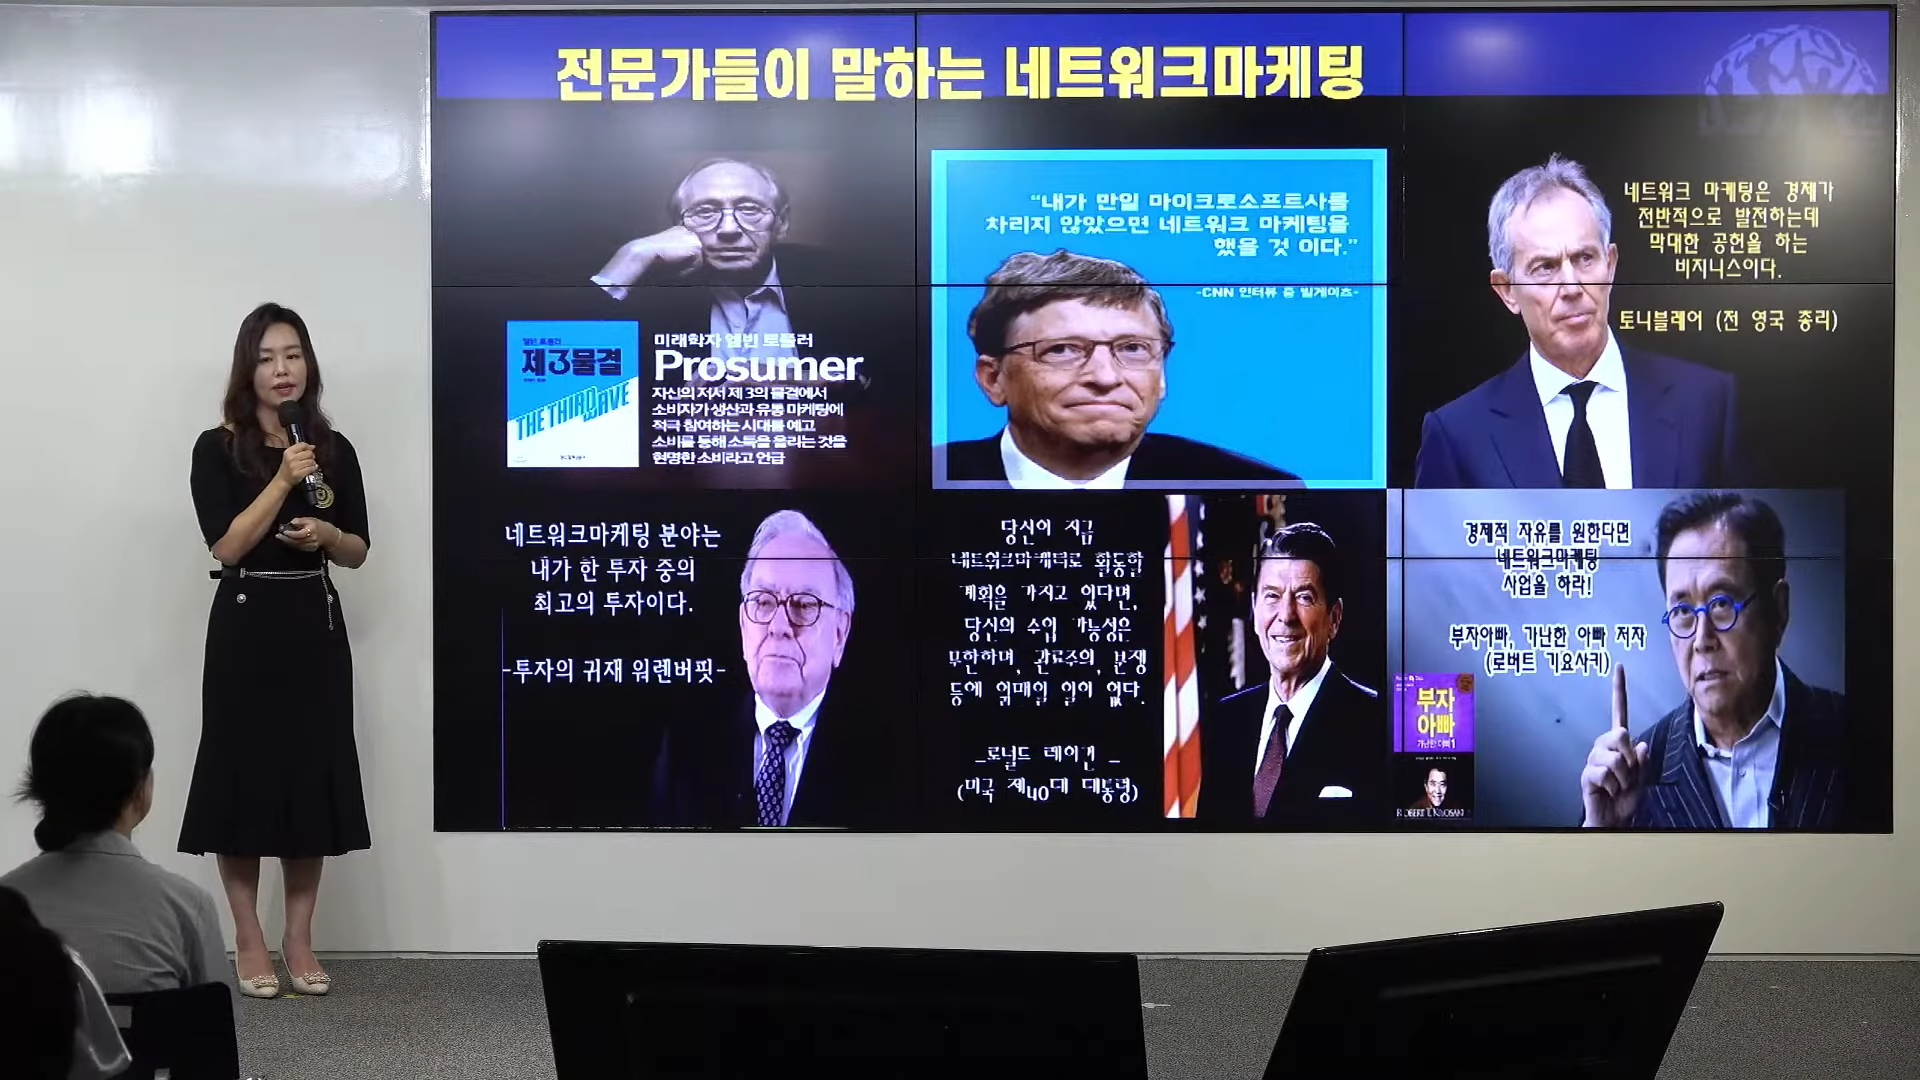 전문가들이 말하는 네트워크마케팅
앨빈 토플러
제3물결
THE THIRD WAVE
미래학자 앨빈 토플러
Prosumer
자신의 저서 제 3의 물결에서
소비자가 생산과 유통 마케팅에
적극 참여하는 시대를 예고
소비를 통해 소득을 올리는 것을
현명한 소비라고 언급
“내가 만일 마이크로소프트사를
차리지 않았으면 네트워크 마케팅을
했을 것 이다.”
-CNN 인터뷰 중 빌게이츠-
네트워크 마케팅은 경제가
전반적으로 발전하는데
막대한 공헌을 하는
비지니스이다.
토니블레어 (전 영국 총리)
네트워크마케팅 분야는
내가 한 투자 중의
최고의 투자이다.
-투자의 귀재 워렌버핏-
당신이 지금
네트워크마케터로 활동할
계획을 가지고 있다면,
당신의 수입 가능성은
무한하며, 관료주의, 분쟁
등에 얽매일 일이 없다.
-로널드 레이건 -
(미국 제40대 대통령)
경제적 자유를 원한다면
네트워크마케팅
사업을 하라!
부자아빠, 가난한 아빠 저자
(로버트 기요사키)
부자
아빠
가난한 아빠 1
ROBERT T. KIYOSAKI